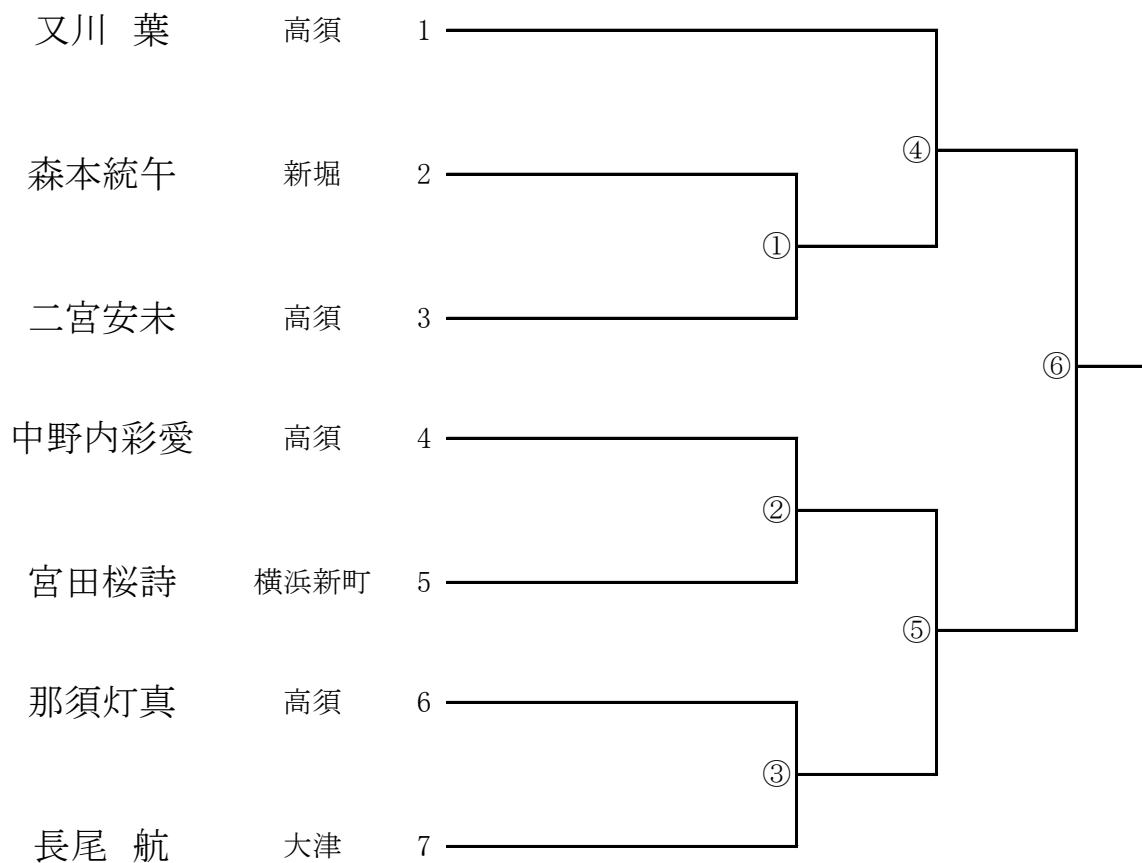 又川 葉 高須 1
④
森本統午 新堀 2
①
二宮安未 高須 3
⑥
中野内彩愛 高須 4
②
宮田桜詩 横浜新町 5
⑤
那須灯真 高須 6
③
長尾 航 大津 7